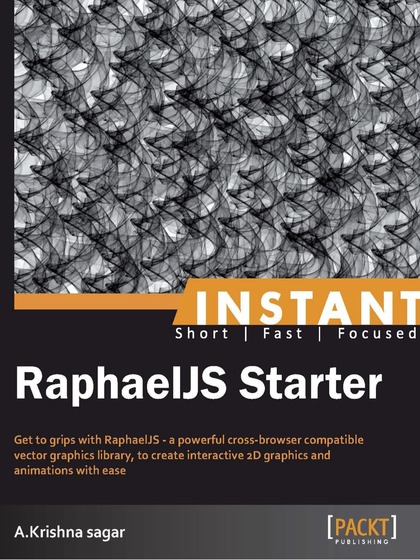 INSTANT
Short | Fast | Focused
RaphaelJS Starter
Get to grips with RaphaelJS - a powerful cross-browser compatible
vector graphics library, to create interactive 2D graphics and
animations with ease
A.Krishna sagar
[PACKT]
PUBLISHING